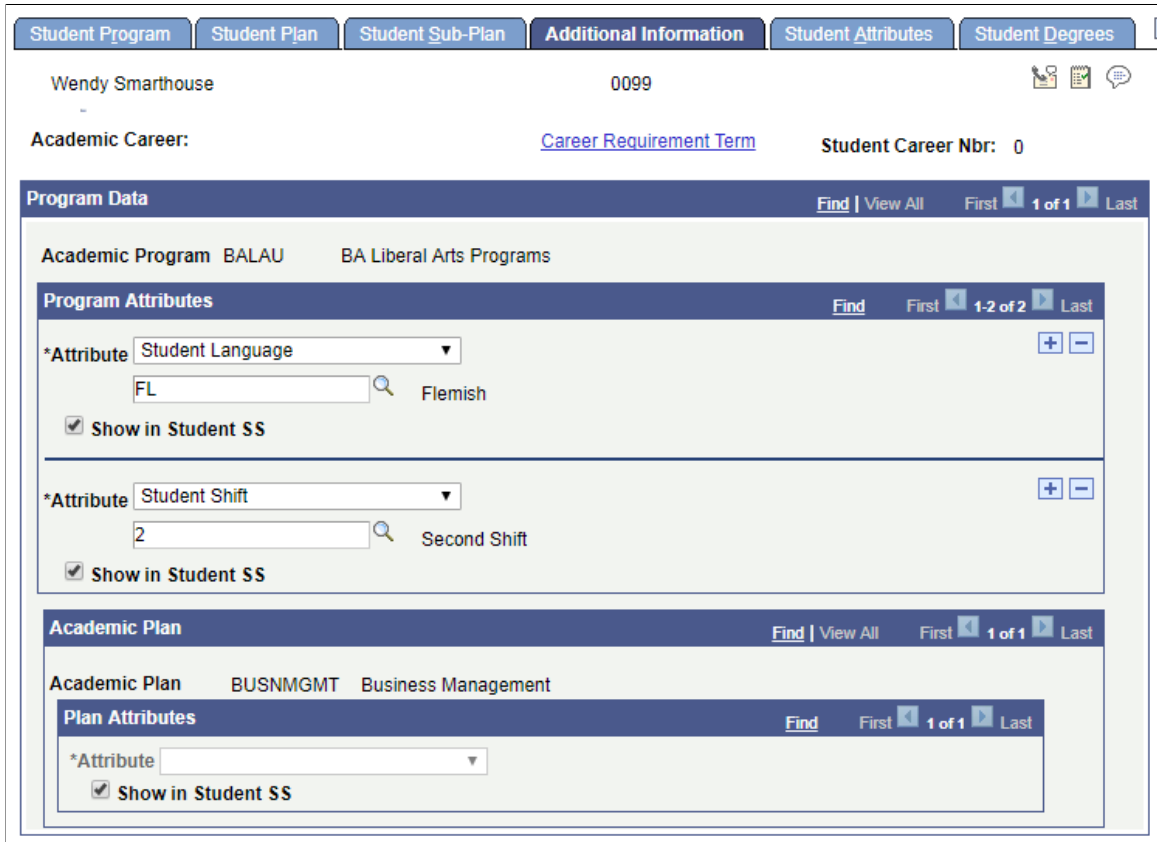 Student Program Student Plan Student Sub-Plan Additional Information Student Attributes Student Degrees
Wendy Smarthouse 0099
Academic Career: Career Requirement Term Student Career Nbr: 0
Program Data Find | View All First 1 of 1 Last
Academic Program BALAU BA Liberal Arts Programs
Program Attributes Find First 1-2 of 2 Last
*Attribute Student Language
FL Flemish
Show in Student SS
*Attribute Student Shift
2 Second Shift
Show in Student SS
Academic Plan Find | View All First 1 of 1 Last
Academic Plan BUSNMGMT Business Management
Plan Attributes Find First 1 of 1 Last
*Attribute
Show in Student SS